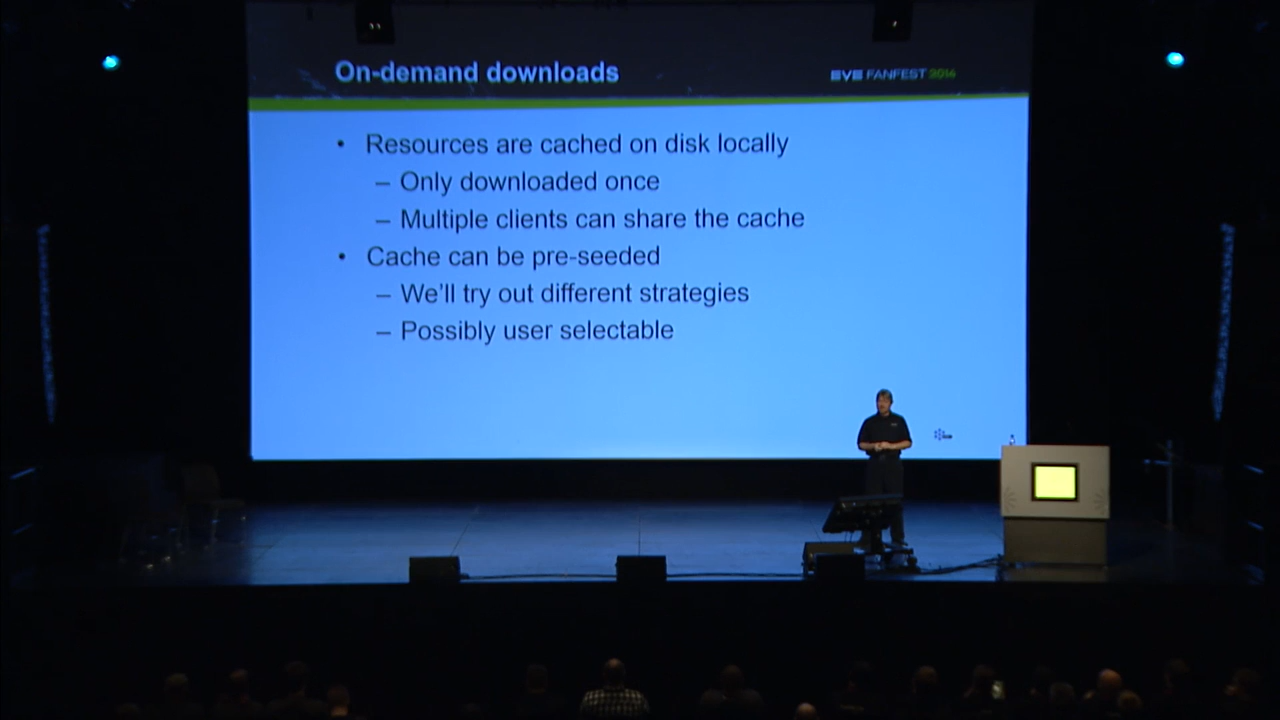 On-demand downloads
EVE FANFEST 2014
• Resources are cached on disk locally
– Only downloaded once
– Multiple clients can share the cache
• Cache can be pre-seeded
– We'll try out different strategies
– Possibly user selectable